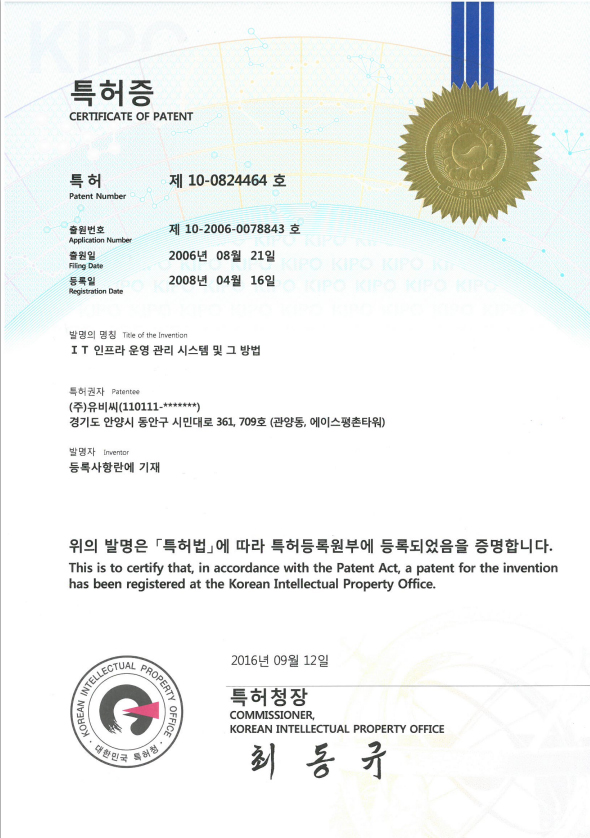 KIPO
특허증
CERTIFICATE OF PATENT
특 허 제 10-0824464 호
Patent Number
출원번호 제 10-2006-0078843 호
Application Number
출원일 2006년 08월 21일
Filing Date
등록일 2008년 04월 16일
Registration Date
KIPO KIPO KIPO KIPO KIPO
발명의 명칭 Title of the Invention
ＩＴ 인프라 운영 관리 시스템 및 그 방법
특허권자 Patentee
(주)유비씨(110111-*******)
경기도 안양시 동안구 시민대로 361, 709호 (관양동, 에이스평촌타워)
발명자 Inventor
등록사항란에 기재
위의 발명은 「특허법」에 따라 특허등록원부에 등록되었음을 증명합니다.
This is to certify that, in accordance with the Patent Act, a patent for the invention
has been registered at the Korean Intellectual Property Office.
2016년 09월 12일
특허청장
COMMISSIONER,
KOREAN INTELLECTUAL PROPERTY OFFICE
최 동 규
KOREAN INTELLECTUAL PROPERTY OFFICE
· 대한민국 특허청 ·